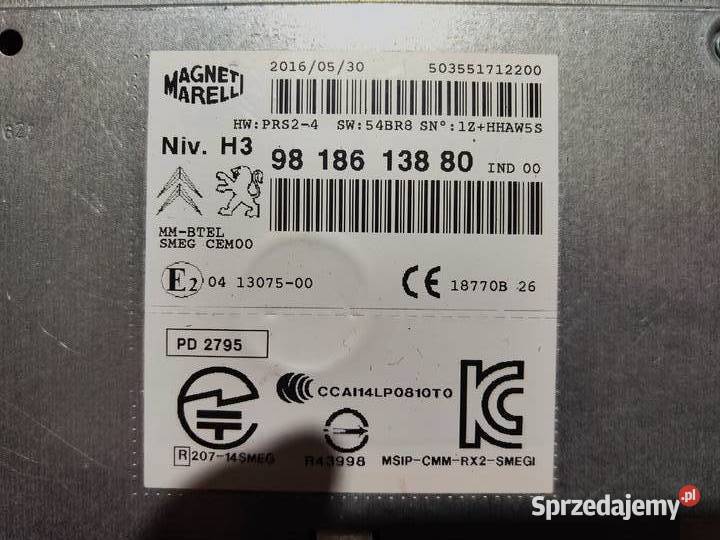 MAGNETI
MARELLI
2016/05/30
503551712200
HW:PRS2-4 SW:54BR8 SN°:1Z+HHAW5S
Niv. H3
98 186 138 80 IND 00
MM-BTEL
SMEG CEM00
E2 04 13075-00
CE 18770B 26
PD 2795
CCAI14LP0810T0
R 207-14SMEG
R43998
MSIP-CMM-RX2-SMEGI
Sprzedajemy.pl